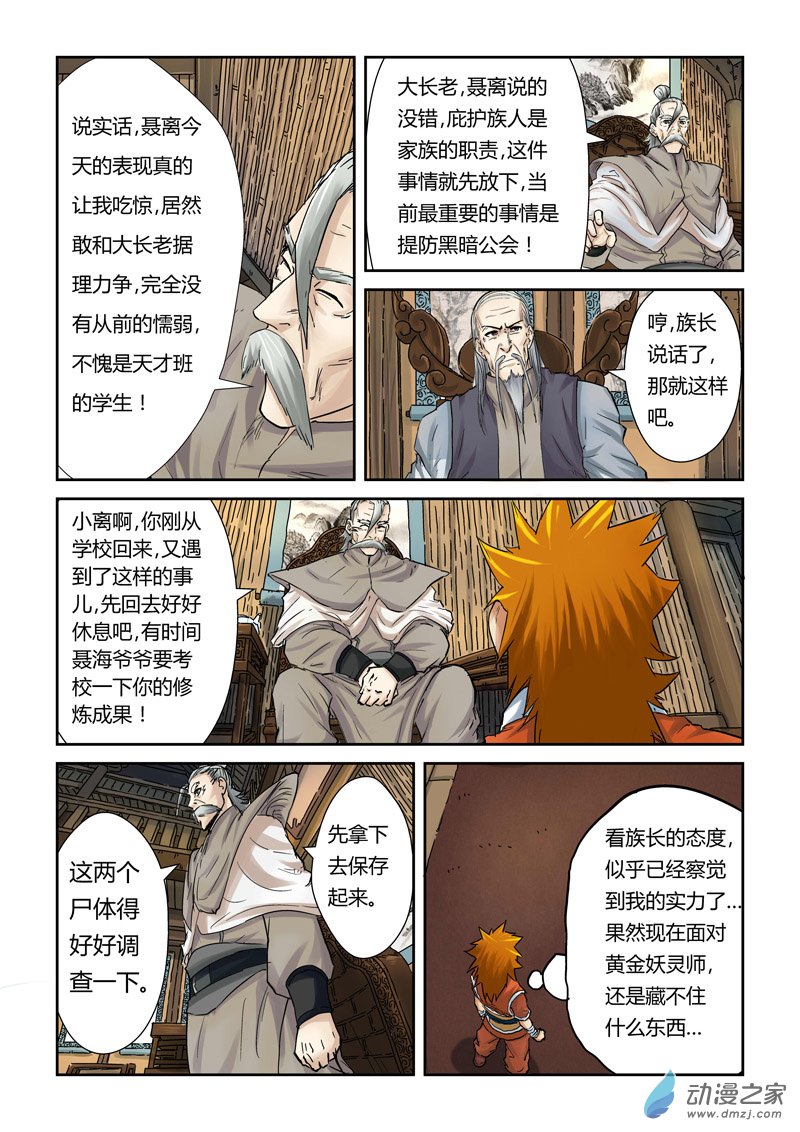 说实话，聂离今
天的表现真的
让我吃惊，居然
敢和大长老据
理力争，完全没
有从前的懦弱，
不愧是天才班
的学生！
大长老，聂离说的
没错，庇护族人是
家族的职责，这件
事情就先放下，当
前最重要的事情是
提防黑暗公会！
哼，族长
说话了，
那就这样
吧。
小离啊，你刚从
学校回来，又遇
到了这样的事
儿，先回去好好
休息吧，有时间
聂海爷爷要考
校一下你的修
炼成果！
这两个
尸体得
好好调
查一下。
先拿下
去保存
起来。
看族长的态度，
似乎已经察觉
到我的实力了...
果然现在面对
黄金妖灵师，
还是藏不住
什么东西...
动漫之家
www.dmzj.com